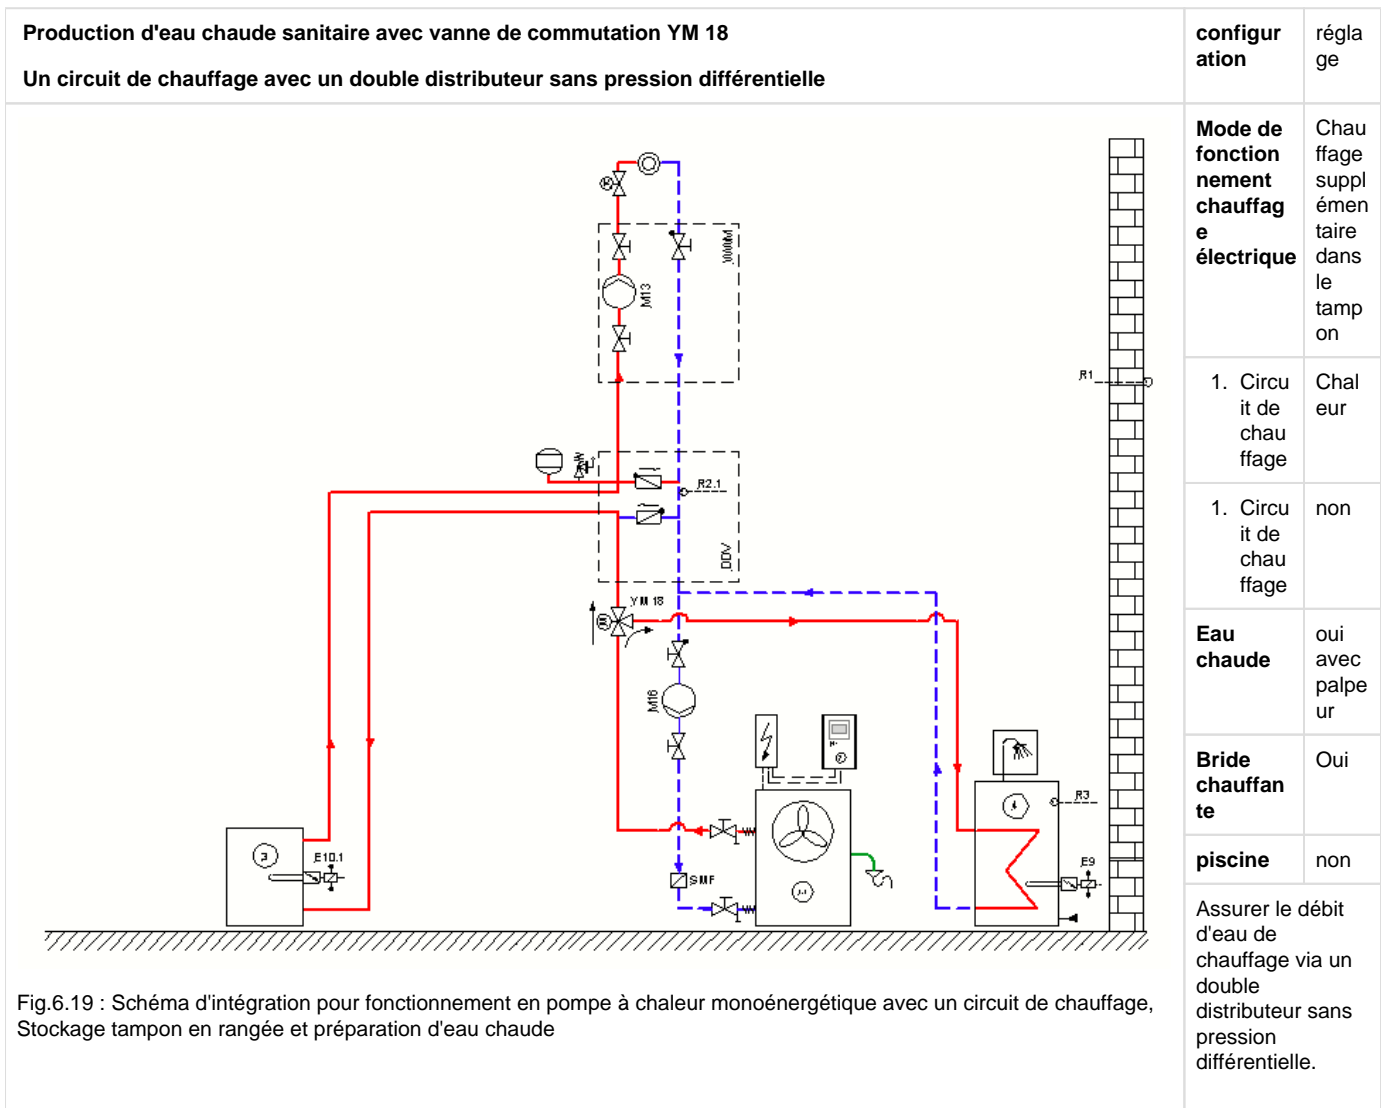 Production d'eau chaude sanitaire avec vanne de commutation YM 18
Un circuit de chauffage avec un double distributeur sans pression différentielle
configur
ation
régla
ge
Mode de
fonction
nement
chauffag
e
électrique
Chau
ffage
suppl
émen
taire
dans
le
tamp
on
1. Circu
it de
chau
ffage
Chal
eur
1. Circu
it de
chau
ffage
non
Eau
chaude
oui
avec
palpe
ur
Bride
chauffan
te
Oui
piscine
non
Assurer le débit
d'eau de
chauffage via un
double
distributeur sans
pression
différentielle.
M
M13
R1
R2.1
DDV
YM 18
M
M16
3
E10.1
SMF
R3
E9
Fig.6.19 : Schéma d'intégration pour fonctionnement en pompe à chaleur monoénergétique avec un circuit de chauffage,
Stockage tampon en rangée et préparation d'eau chaude